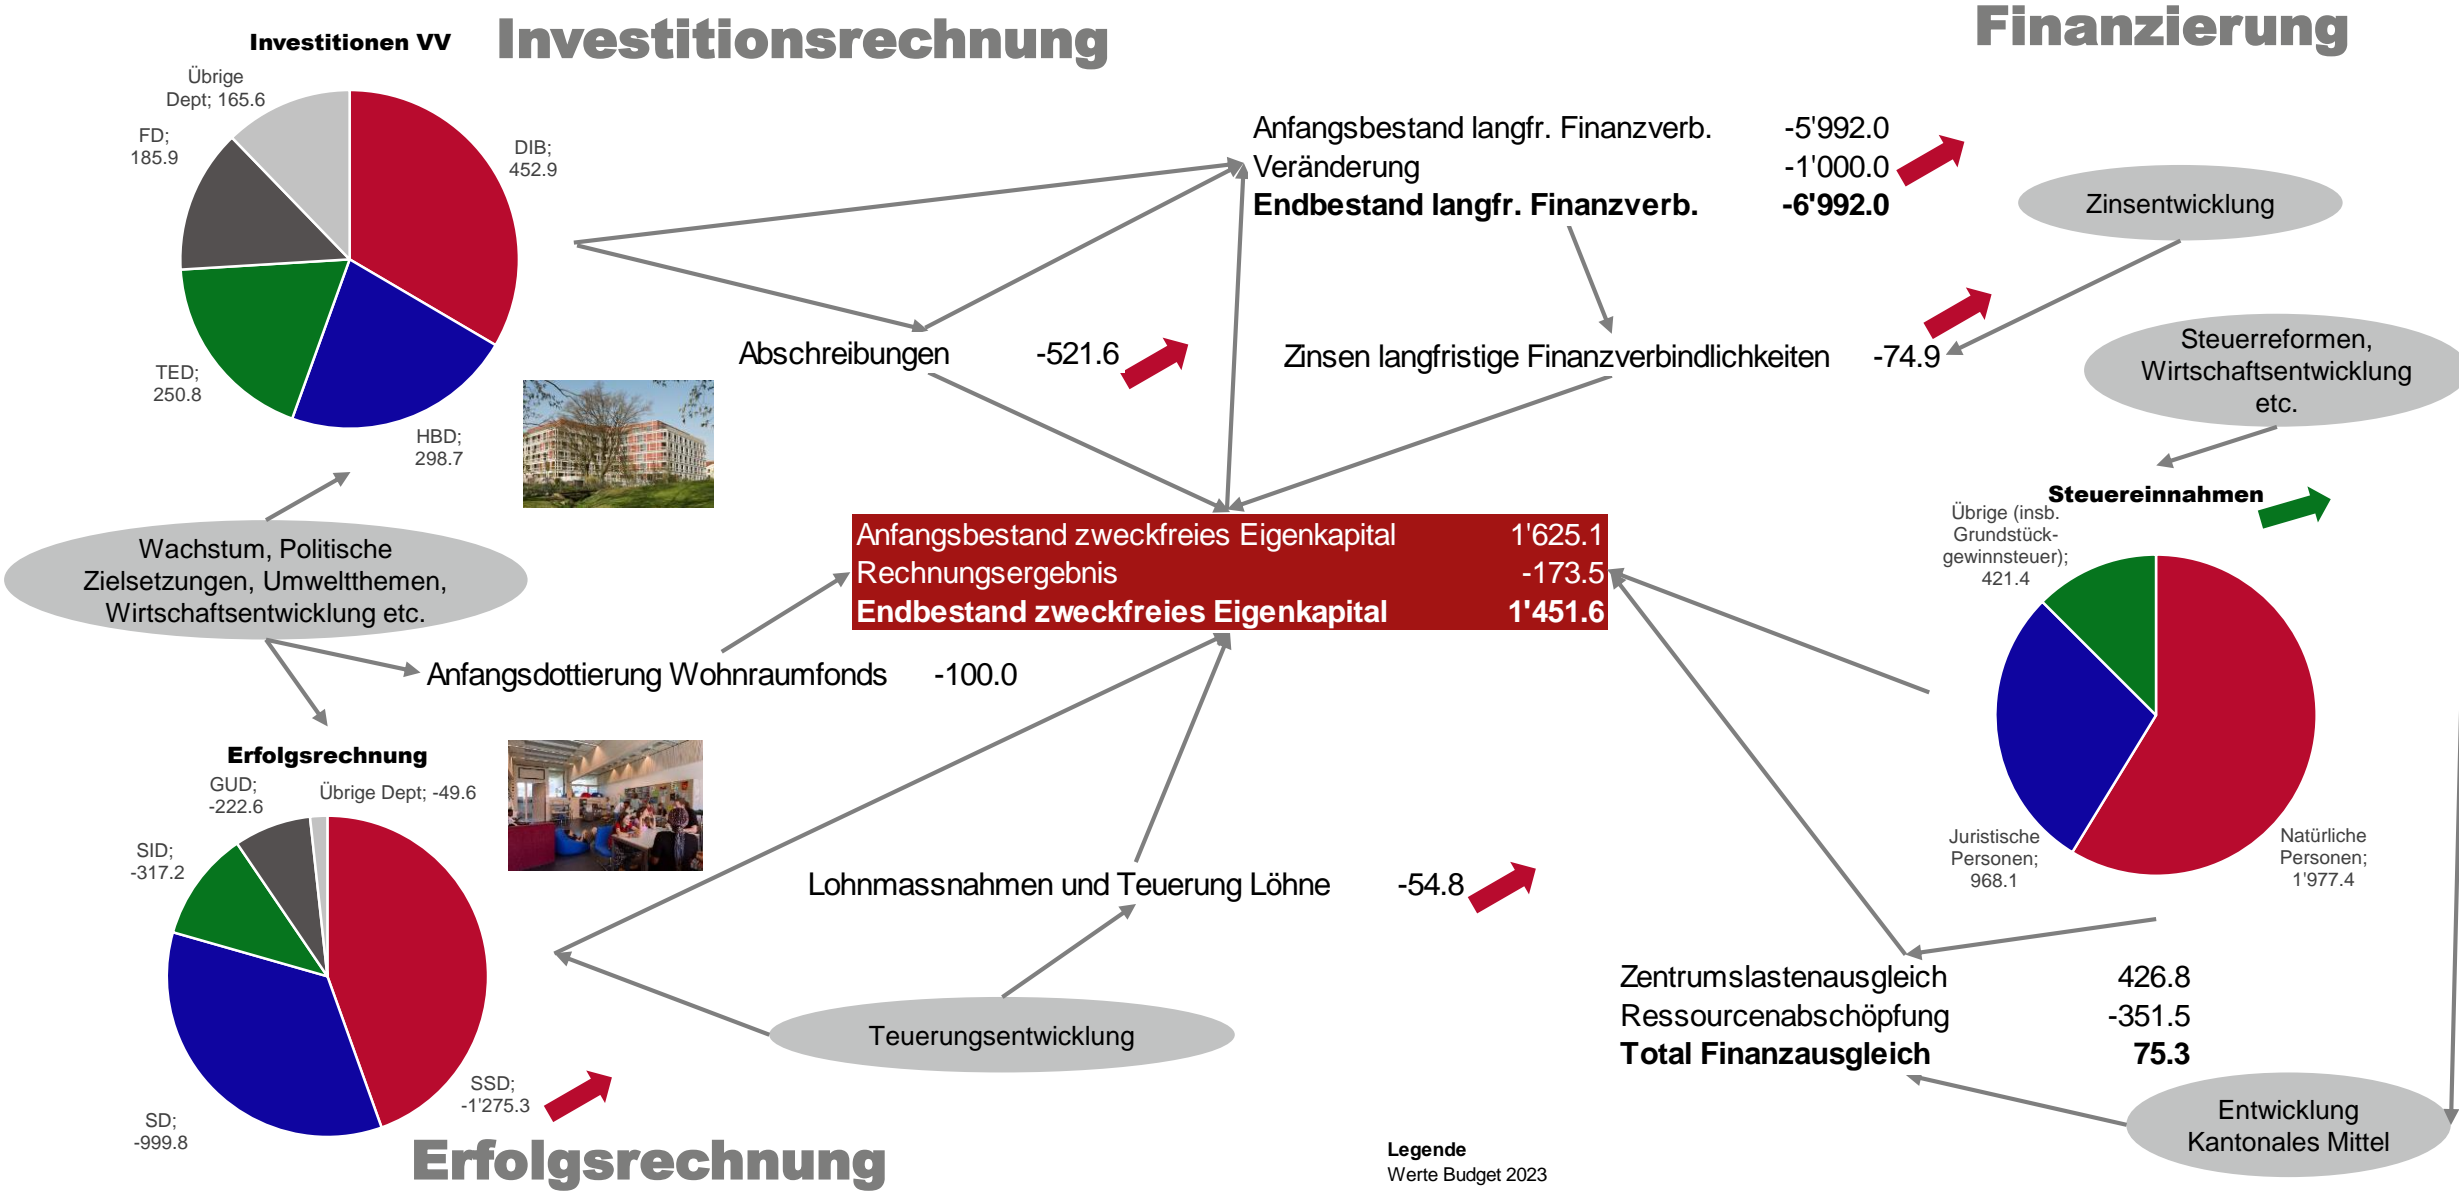 Investitionsrechnung
Finanzierung
Investitionen VV
Übrige
Dept; 165.6
FD;
185.9
DIB;
452.9
TED;
250.8
HBD;
298.7
Anfangsbestand langfr. Finanzverb. -5'992.0
Veränderung -1'000.0
Endbestand langfr. Finanzverb. -6'992.0
Zinsentwicklung
Abschreibungen -521.6
Zinsen langfristige Finanzverbindlichkeiten -74.9
Steuerreformen,
Wirtschaftsentwicklung
etc.
Wachstum, Politische
Zielsetzungen, Umweltthemen,
Wirtschaftsentwicklung etc.
Anfangsbestand zweckfreies Eigenkapital 1'625.1
Rechnungsergebnis -173.5
Endbestand zweckfreies Eigenkapital 1'451.6
Steuereinnahmen
Übrige (insb.
Grundstück-
gewinnsteuer);
421.4
Juristische
Personen;
968.1
Natürliche
Personen;
1'977.4
Anfangsdottierung Wohnraumfonds -100.0
Erfolgsrechnung
GUD;
-222.6
Übrige Dept; -49.6
SID;
-317.2
SD;
-999.8
SSD;
-1'275.3
Lohnmassnahmen und Teuerung Löhne -54.8
Teuerungsentwicklung
Zentrumslastenausgleich 426.8
Ressourcenabschöpfung -351.5
Total Finanzausgleich 75.3
Entwicklung
Kantonales Mittel
Erfolgsrechnung
Legende
Werte Budget 2023